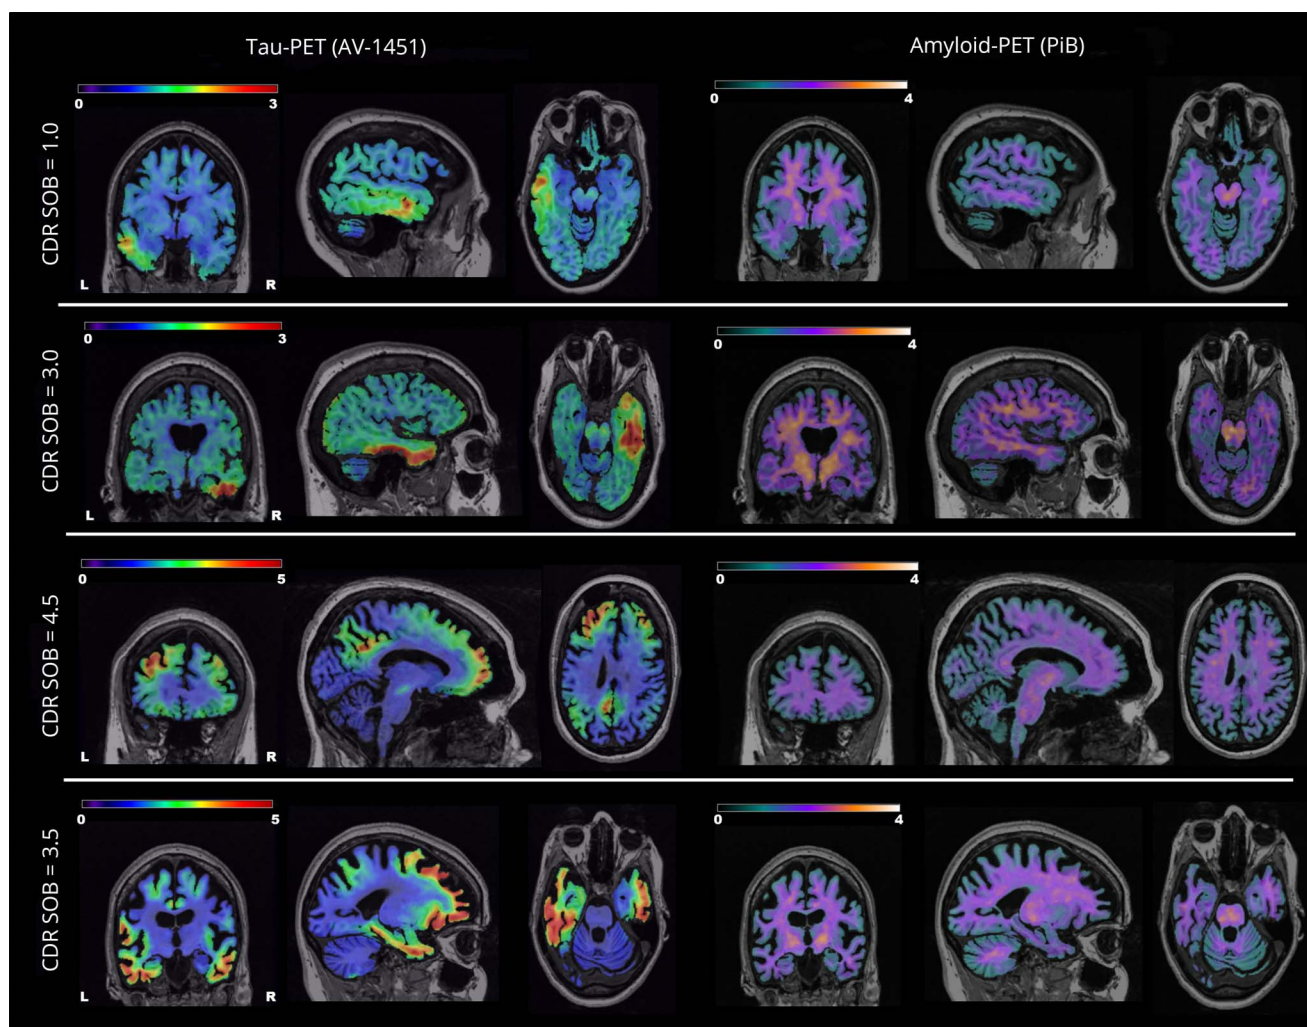 Tau-PET (AV-1451)
Amyloid-PET (PiB)
CDR SOB = 1.0
0 3
0 4
L R
CDR SOB = 3.0
0 3
0 4
L R
CDR SOB = 4.5
0 5
0 4
L R
CDR SOB = 3.5
0 5
0 4
L R